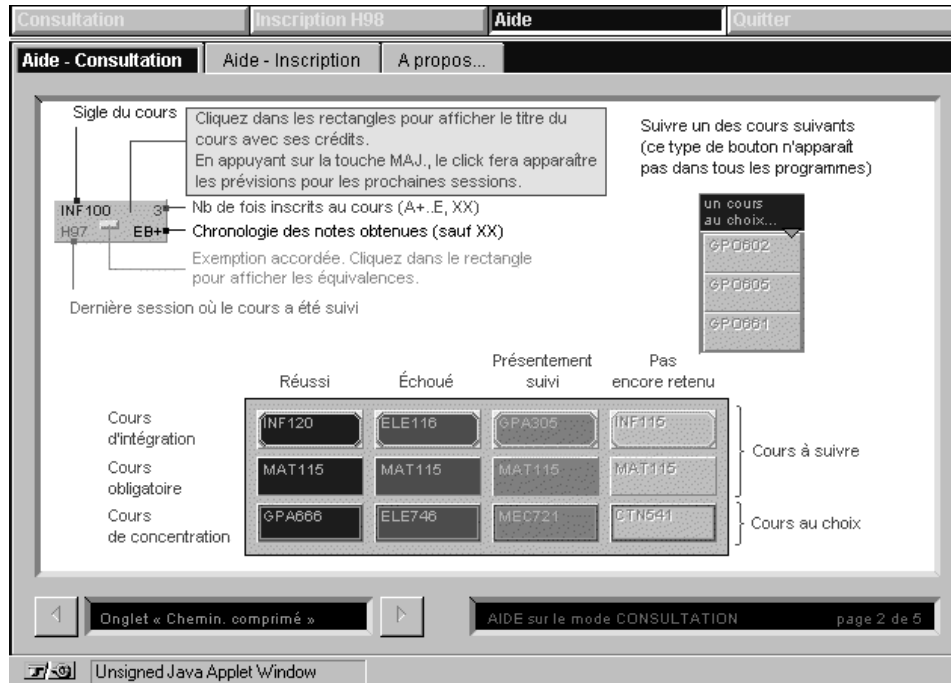 Consultation
Inscription H98
Aide
Quitter
Aide - Consultation
Aide - Inscription
A propos...
Sigle du cours
Cliquez dans les rectangles pour afficher le titre du
cours avec ses crédits.
En appuyant sur la touche MAJ., le click fera apparaître
les prévisions pour les prochaines sessions.
INF100
3
H97
EB+
Nb de fois inscrits au cours (A+..E, XX)
Chronologie des notes obtenues (sauf XX)
Exemption accordée. Cliquez dans le rectangle
pour afficher les équivalences.
Dernière session où le cours a été suivi
Suivre un des cours suivants
(ce type de bouton n'apparaît
pas dans tous les programmes)
un cours
au choix...
GPO602
GPO605
GPO661
Réussi
Échoué
Présentement
suivi
Pas
encore retenu
Cours
d'intégration
INF120
ELE116
GPA305
INF115
Cours
obligatoire
MAT115
MAT115
MAT115
MAT115
Cours à suivre
Cours
de concentration
GPA666
ELE746
MEC721
CTN541
Cours au choix
Onglet « Chemin. comprimé »
AIDE sur le mode CONSULTATION
page 2 de 5
Unsigned Java Applet Window